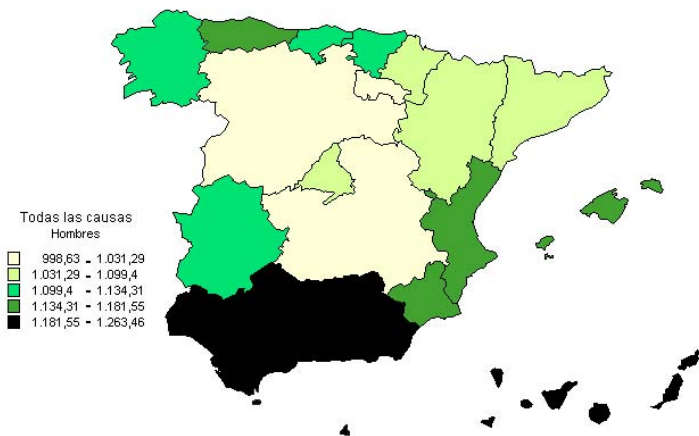 Todas las causas
Hombres
998,63 - 1.031,29
1.031,29 - 1.099,4
1.099,4 - 1.134,31
1.134,31 - 1.181,55
1.181,55 - 1.263,46